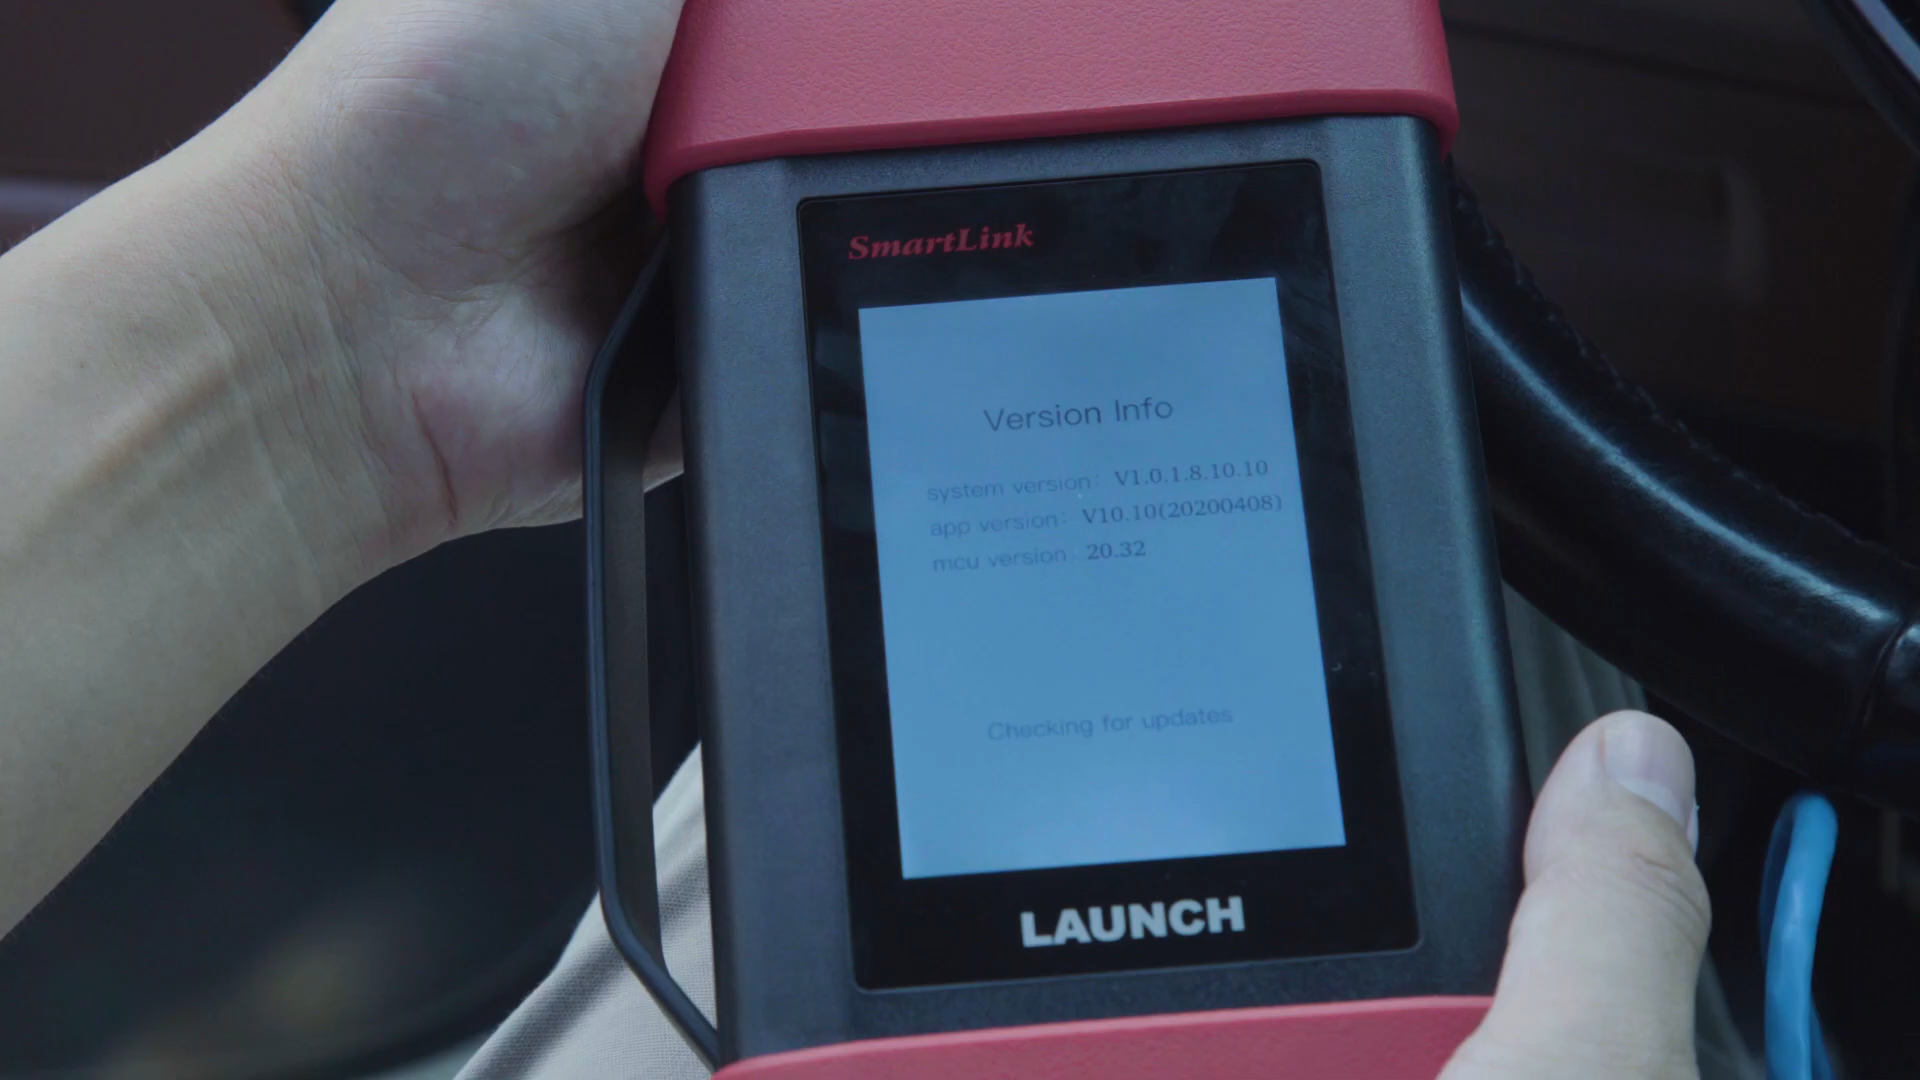 SmartLink
Version Info
system version: V1.0.1.8.10.10
app version: V10.10(20200408)
mcu version: 20.32
Checking for updates
LAUNCH